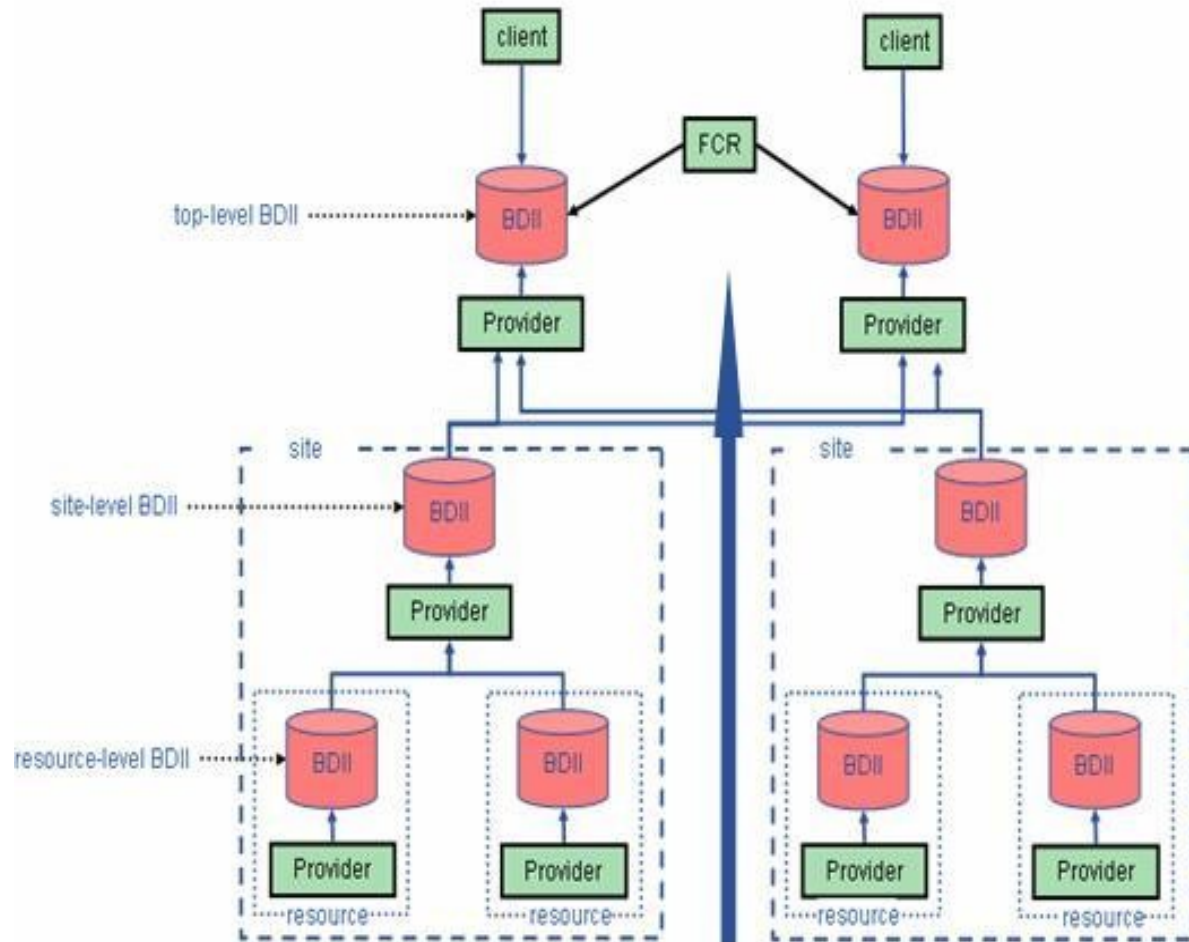 client
client
FCR
top-level BDII
BDII
BDII
Provider
Provider
site
site
site-level BDII
BDII
BDII
Provider
Provider
resource-level BDII
BDII
BDII
BDII
BDII
Provider
Provider
Provider
Provider
resource
resource
resource
resource